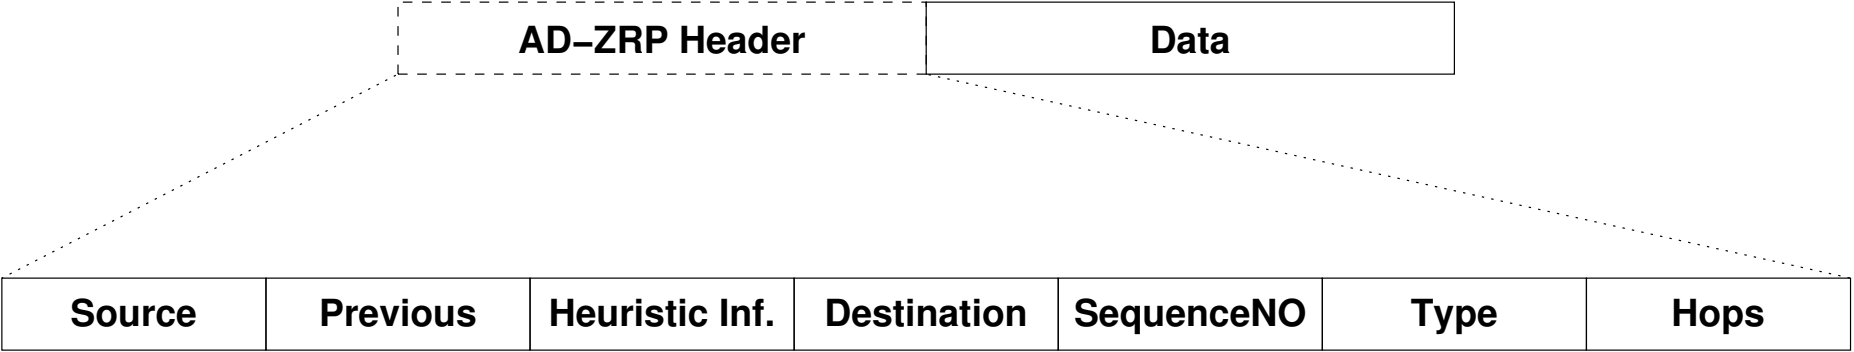 AD−ZRP Header Data
Source Previous Heuristic Inf. Destination SequenceNO Type Hops